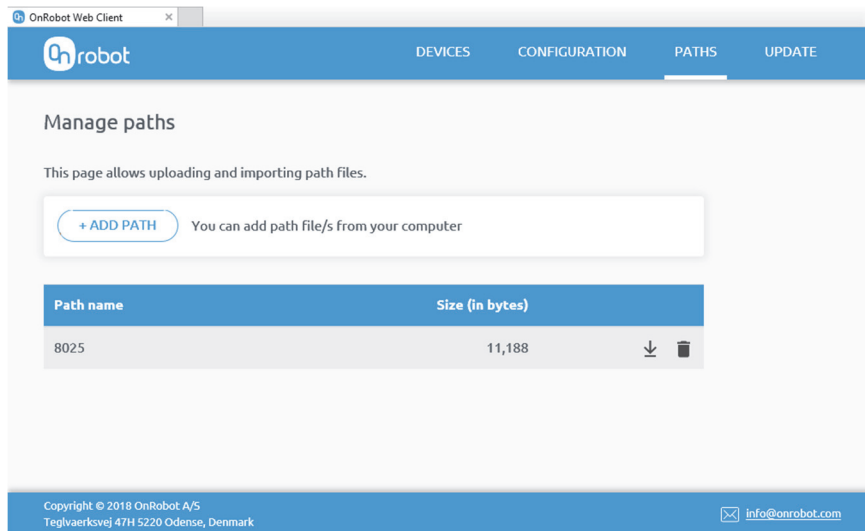 OnRobot Web Client
On robot
DEVICES CONFIGURATION PATHS UPDATE
Manage paths
This page allows uploading and importing path files.
+ ADD PATH You can add path file/s from your computer
Path name Size (in bytes)
8025 11,188
Copyright © 2018 OnRobot A/S
Teglvaerksvej 47H 5220 Odense, Denmark
info@onrobot.com